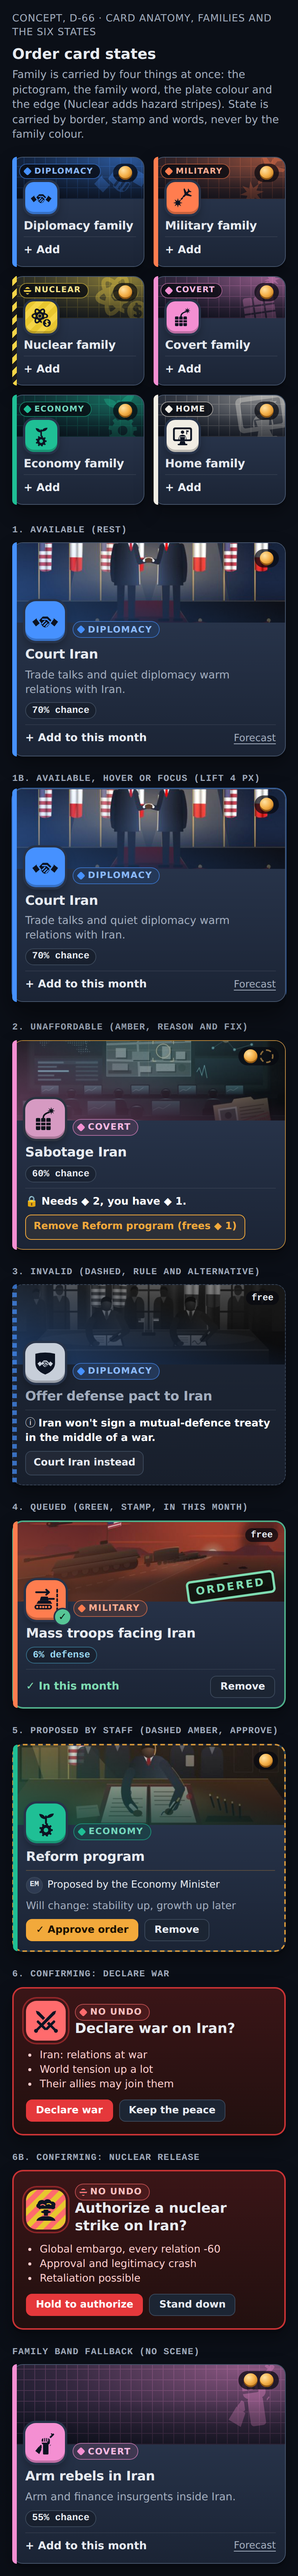 CONCEPT, D-66 · CARD ANATOMY, FAMILIES AND
THE SIX STATES
Order card states
Family is carried by four things at once: the
pictogram, the family word, the plate colour and
the edge (Nuclear adds hazard stripes). State is
carried by border, stamp and words, never by the
family colour.
DIPLOMACY
Diplomacy family
+ Add
MILITARY
Military family
+ Add
NUCLEAR
Nuclear family
+ Add
COVERT
Covert family
+ Add
ECONOMY
Economy family
+ Add
HOME
Home family
+ Add
1. AVAILABLE (REST)
DIPLOMACY
Court Iran
Trade talks and quiet diplomacy warm
relations with Iran.
70% chance
+ Add to this month Forecast
1B. AVAILABLE, HOVER OR FOCUS (LIFT 4 PX)
DIPLOMACY
Court Iran
Trade talks and quiet diplomacy warm
relations with Iran.
70% chance
+ Add to this month Forecast
2. UNAFFORDABLE (AMBER, REASON AND FIX)
COVERT
Sabotage Iran
60% chance
🔒 Needs ◆ 2, you have ◆ 1.
Remove Reform program (frees ◆ 1)
3. INVALID (DASHED, RULE AND ALTERNATIVE)
free
DIPLOMACY
Offer defense pact to Iran
ⓘ Iran won't sign a mutual-defence treaty
in the middle of a war.
Court Iran instead
4. QUEUED (GREEN, STAMP, IN THIS MONTH)
free
ORDERED
MILITARY
Mass troops facing Iran
6% defense
✓ In this month Remove
5. PROPOSED BY STAFF (DASHED AMBER, APPROVE)
ECONOMY
Reform program
EM Proposed by the Economy Minister
Will change: stability up, growth up later
✓ Approve order Remove
6. CONFIRMING: DECLARE WAR
NO UNDO
Declare war on Iran?
• Iran: relations at war
• World tension up a lot
• Their allies may join them
Declare war Keep the peace
6B. CONFIRMING: NUCLEAR RELEASE
NO UNDO
Authorize a nuclear
strike on Iran?
• Global embargo, every relation -60
• Approval and legitimacy crash
• Retaliation possible
Hold to authorize Stand down
FAMILY BAND FALLBACK (NO SCENE)
COVERT
Arm rebels in Iran
Arm and finance insurgents inside Iran.
55% chance
+ Add to this month Forecast